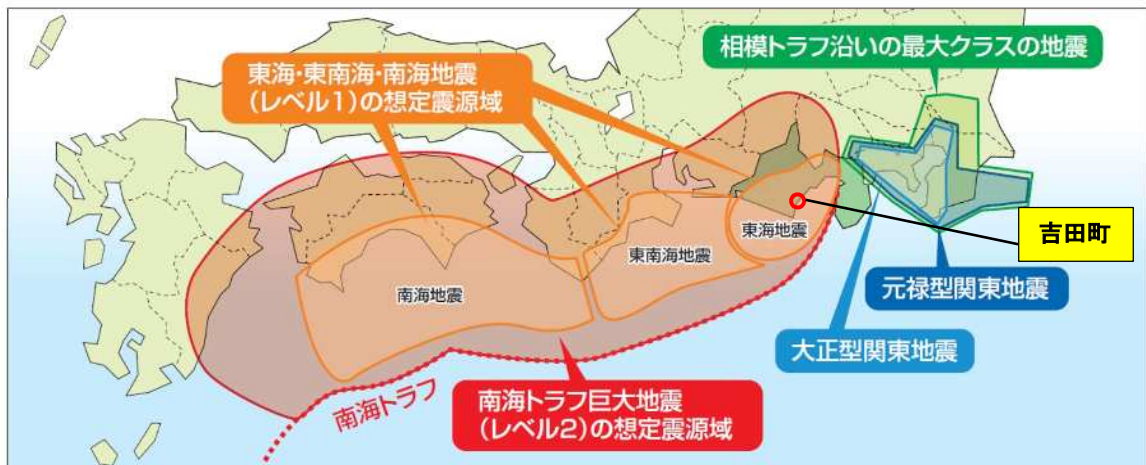 相模トラフ沿いの最大クラスの地震
東海・東南海・南海地震
(レベル1)の想定震源域
吉田町
東海地震
東南海地震
南海地震
元禄型関東地震
大正型関東地震
南海トラフ
南海トラフ巨大地震
(レベル2)の想定震源域